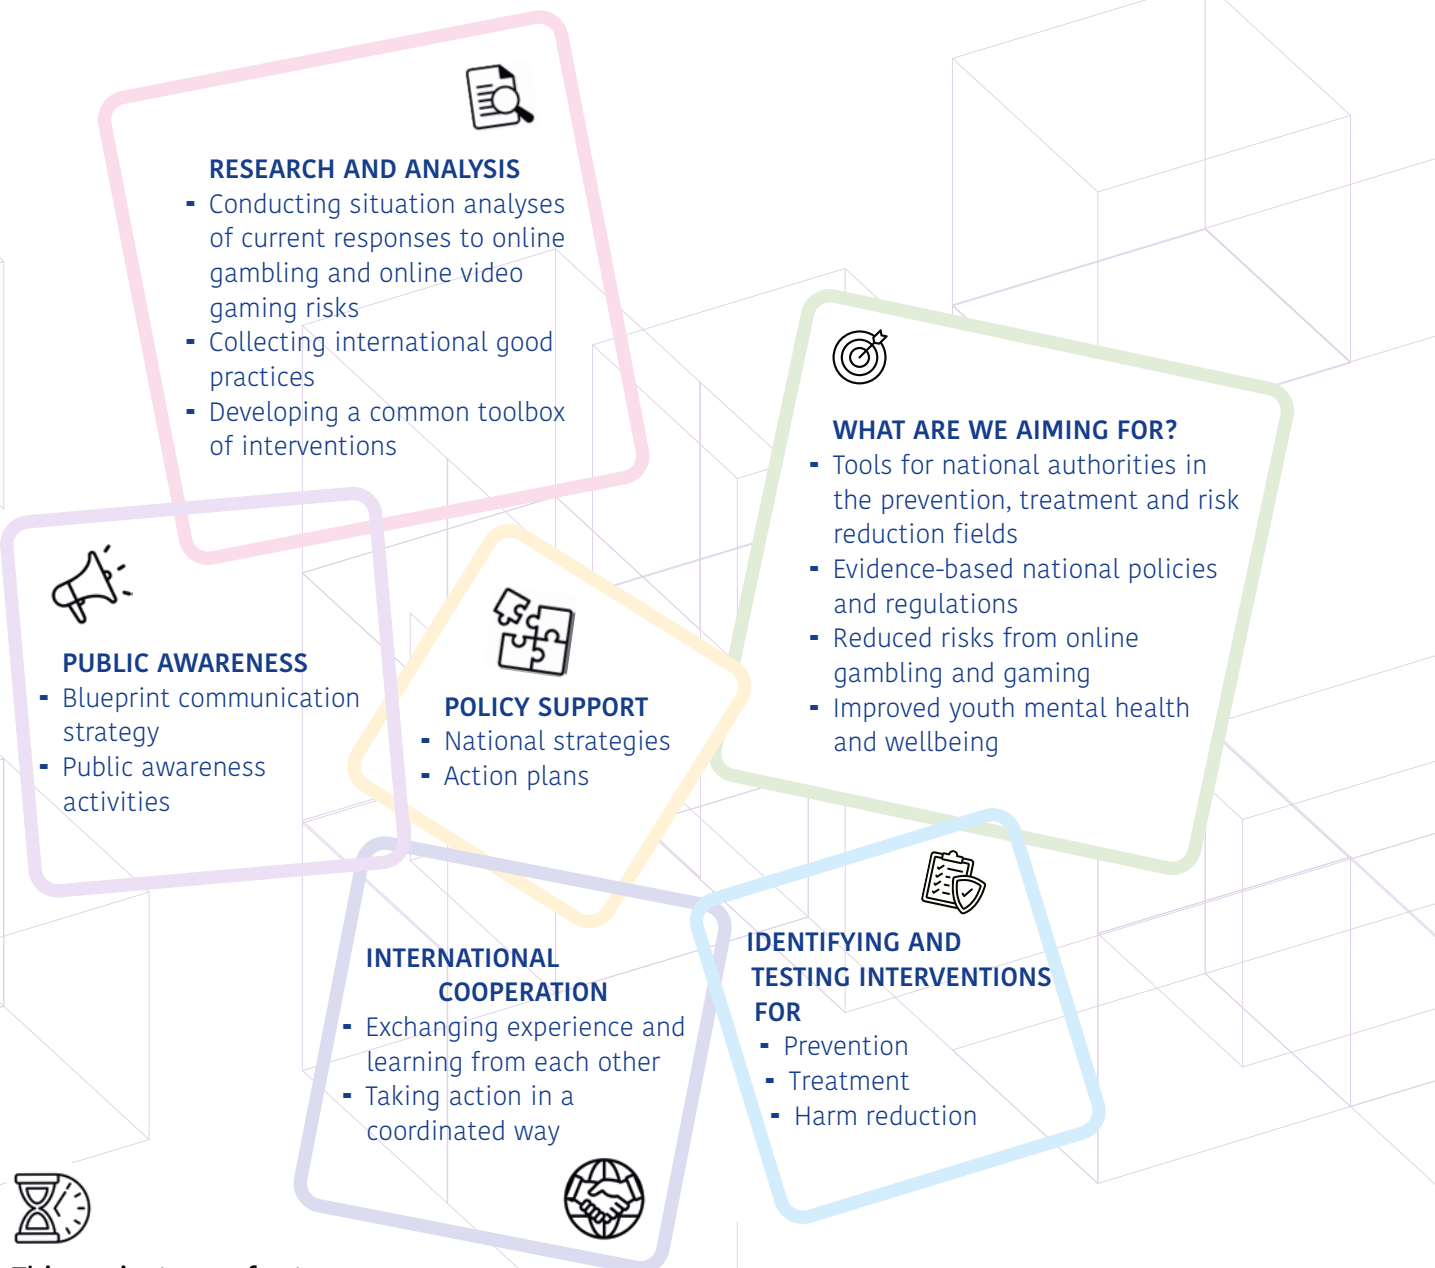 RESEARCH AND ANALYSIS
- Conducting situation analyses
of current responses to online
gambling and online video
gaming risks
- Collecting international good
practices
- Developing a common toolbox
of interventions
WHAT ARE WE AIMING FOR?
- Tools for national authorities in
the prevention, treatment and risk
reduction fields
- Evidence-based national policies
and regulations
- Reduced risks from online
gambling and gaming
- Improved youth mental health
and wellbeing
PUBLIC AWARENESS
- Blueprint communication
strategy
- Public awareness
activities
POLICY SUPPORT
- National strategies
- Action plans
INTERNATIONAL
COOPERATION
- Exchanging experience and
learning from each other
- Taking action in a
coordinated way
IDENTIFYING AND
TESTING INTERVENTIONS
FOR
- Prevention
- Treatment
- Harm reduction